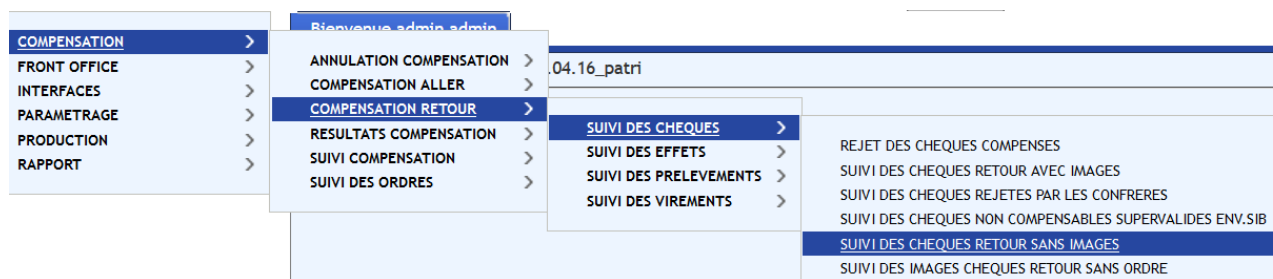 Bienvenue admin admin
.04.16_patri
COMPENSATION
FRONT OFFICE
INTERFACES
PARAMETRAGE
PRODUCTION
RAPPORT
ANNULATION COMPENSATION
COMPENSATION ALLER
COMPENSATION RETOUR
RESULTATS COMPENSATION
SUIVI COMPENSATION
SUIVI DES ORDRES
SUIVI DES CHEQUES
SUIVI DES EFFETS
SUIVI DES PRELEVEMENTS
SUIVI DES VIREMENTS
REJET DES CHEQUES COMPENSES
SUIVI DES CHEQUES RETOUR AVEC IMAGES
SUIVI DES CHEQUES REJETES PAR LES CONFRERES
SUIVI DES CHEQUES NON COMPENSABLES SUPERVALIDES ENV.SIB
SUIVI DES CHEQUES RETOUR SANS IMAGES
SUIVI DES IMAGES CHEQUES RETOUR SANS ORDRE